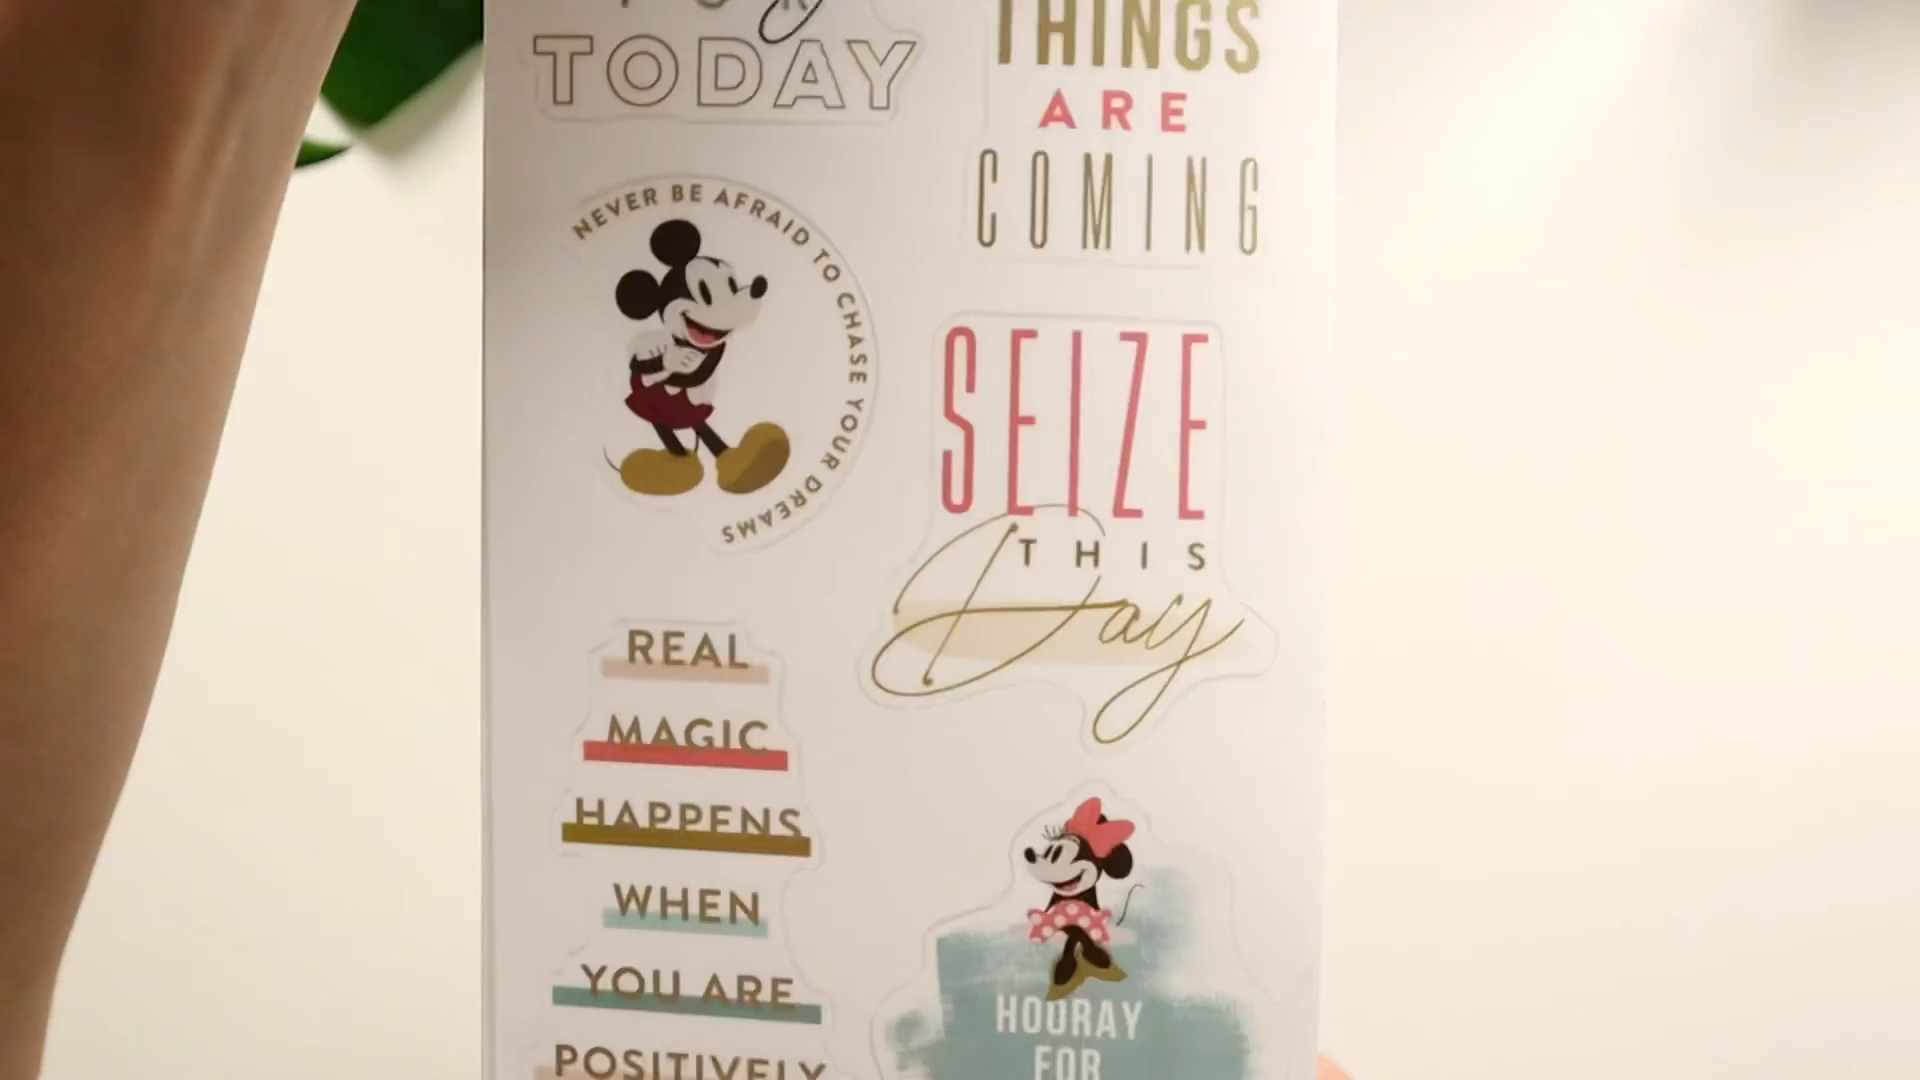 TODAY
THINGS
ARE
COMING
NEVER BE AFRAID TO CHASE YOUR DREAMS
SEIZE
THIS
Day
REAL
MAGIC
HAPPENS
WHEN
YOU ARE
POSITIVELY
HOORAY
FOR